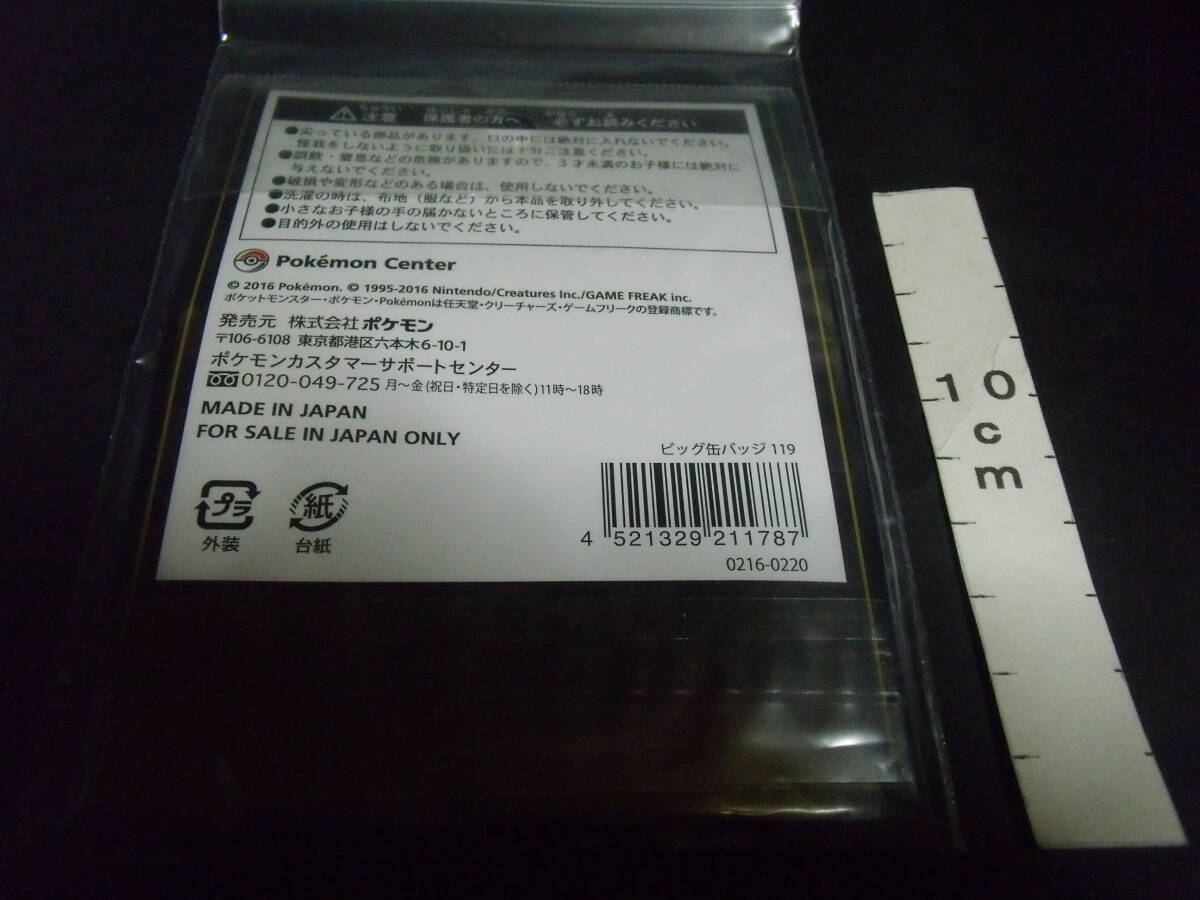 注意 保護者の方へ 必ずお読みください
●尖っている部品があります。口の中には絶対に入れないでください。
怪我をしないように取り扱いには十分ご注意ください。
●誤飲・窒息などの危険がありますので、3才未満のお子様には絶対に
与えないでください。
●破損や変形などのある場合は、使用しないでください。
●洗濯の時は、布地(服など)から本品を取り外してください。
●小さなお子様の手の届かないところに保管してください。
●目的外の使用はしないでください。
Pokémon Center
© 2016 Pokémon. © 1995-2016 Nintendo/Creatures Inc./GAME FREAK inc.
ポケットモンスター・ポケモン・Pokémonは任天堂・クリーチャーズ・ゲームフリークの登録商標です。
発売元 株式会社ポケモン
〒106-6108 東京都港区六本木6-10-1
ポケモンカスタマーサポートセンター
0120-049-725 月〜金(祝日・特定日を除く)11時〜18時
MADE IN JAPAN
FOR SALE IN JAPAN ONLY
ビッグ缶バッジ 119
プラ
外装
紙
台紙
4 521329 211787
0216-0220
10
cm